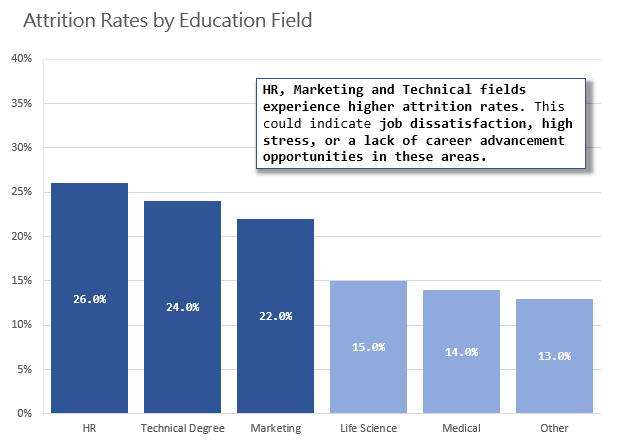 Attrition Rates by Education Field
40%
HR, Marketing and Technical fields
experience higher attrition rates. This
could indicate job dissatisfaction, high
stress, or a lack of career advancement
opportunities in these areas.
35%
30%
25%
20%
15%
10%
5%
0%
26.0%
24.0%
22.0%
15.0%
14.0%
13.0%
HR
Technical Degree
Marketing
Life Science
Medical
Other